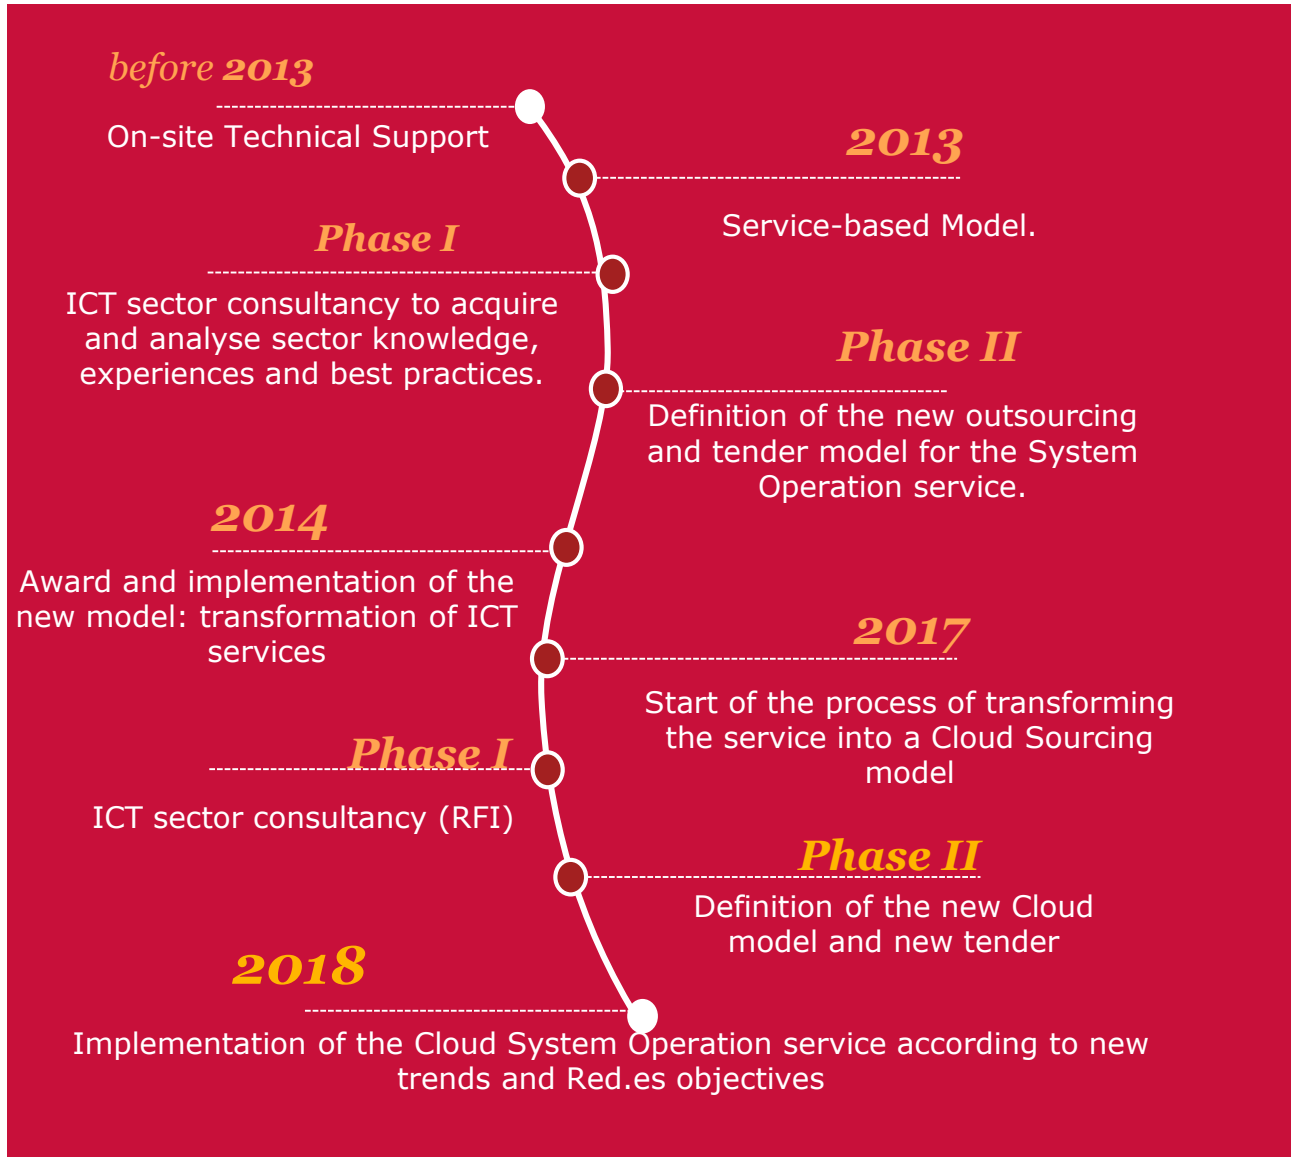 before 2013
On-site Technical Support
2013
Service-based Model.
Phase I
ICT sector consultancy to acquire
and analyse sector knowledge,
experiences and best practices.
Phase II
Definition of the new outsourcing
and tender model for the System
Operation service.
2014
Award and implementation of the
new model: transformation of ICT
services
2017
Start of the process of transforming
the service into a Cloud Sourcing
model
Phase I
ICT sector consultancy (RFI)
Phase II
Definition of the new Cloud
model and new tender
2018
Implementation of the Cloud System Operation service according to new
trends and Red.es objectives